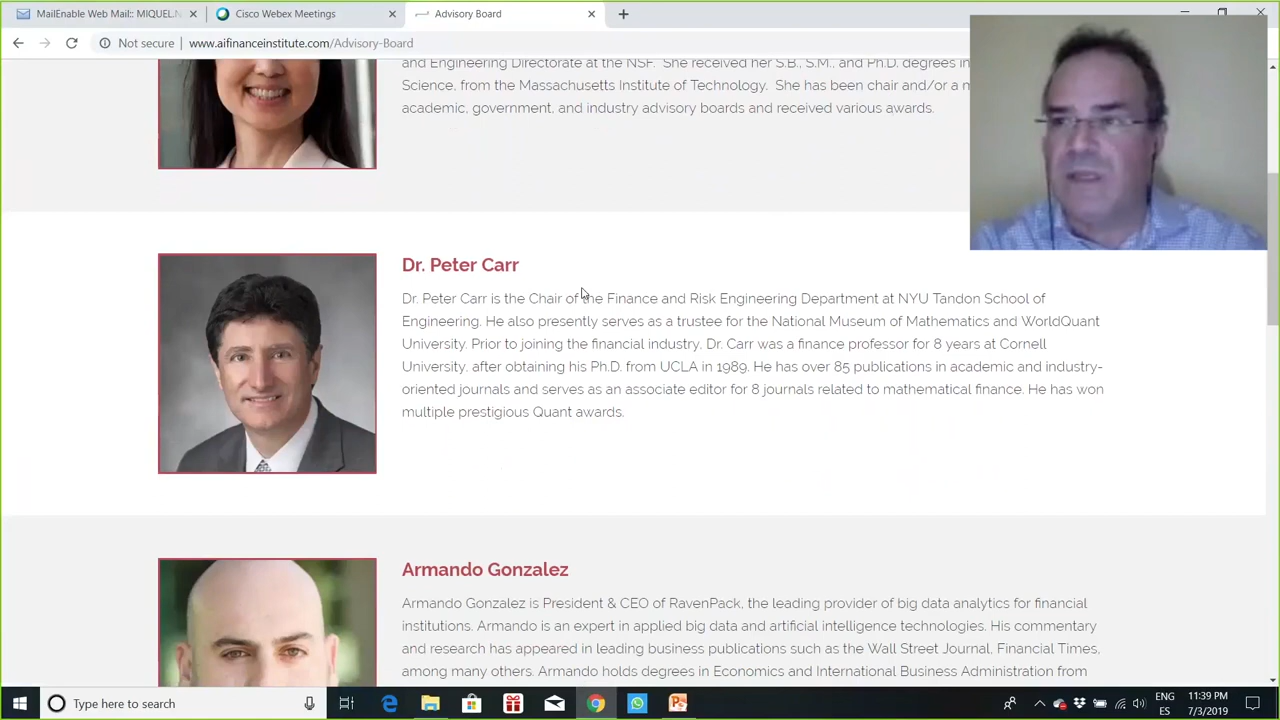 MailEnable Web Mail:: MIQUEL.N
Cisco Webex Meetings
Advisory Board
Not secure
www.aifinanceinstitute.com/Advisory-Board
and Engineering Directorate at the NSF. She received her S.B., S.M., and Ph.D. degrees in
Science, from the Massachusetts Institute of Technology. She has been chair and/or a m
academic, government, and industry advisory boards and received various awards.
Dr. Peter Carr
Dr. Peter Carr is the Chair of the Finance and Risk Engineering Department at NYU Tandon School of
Engineering. He also presently serves as a trustee for the National Museum of Mathematics and WorldQuant
University. Prior to joining the financial industry, Dr. Carr was a finance professor for 8 years at Cornell
University, after obtaining his Ph.D. from UCLA in 1989. He has over 85 publications in academic and industry-
oriented journals and serves as an associate editor for 8 journals related to mathematical finance. He has won
multiple prestigious Quant awards.
Armando Gonzalez
Armando Gonzalez is President & CEO of RavenPack, the leading provider of big data analytics for financial
institutions. Armando is an expert in applied big data and artificial intelligence technologies. His commentary
and research has appeared in leading business publications such as the Wall Street Journal, Financial Times,
among many others. Armando holds degrees in Economics and International Business Administration from
Type here to search
ENG
ES
11:39 PM
7/3/2019